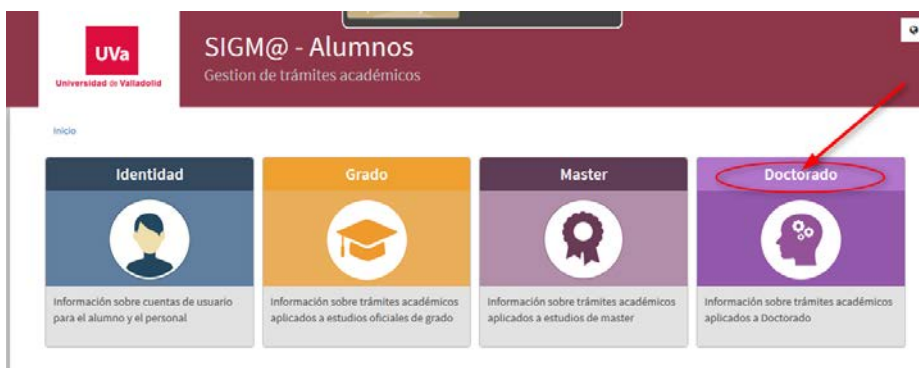 UVa
Universidad de Valladolid
SIGM@ - Alumnos
Gestion de trámites académicos
Inicio
Identidad
Información sobre cuentas de usuario
para el alumno y el personal
Grado
Información sobre trámites académicos
aplicados a estudios oficiales de grado
Master
Información sobre trámites académicos
aplicados a estudios de master
Doctorado
Información sobre trámites académicos
aplicados a Doctorado